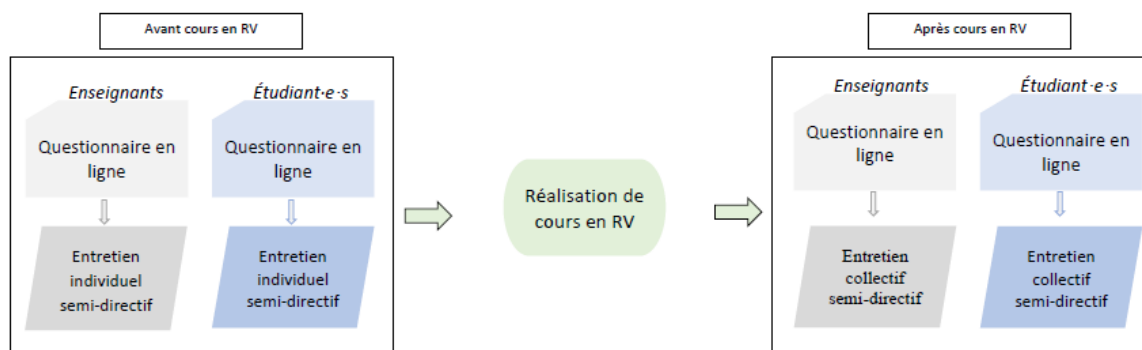 Avant cours en RV
Enseignants
Questionnaire en
ligne
Entretien
individuel
semi-directif
Étudiant·e·s
Questionnaire en
ligne
Entretien
individuel
semi-directif
Réalisation de
cours en RV
Après cours en RV
Enseignants
Questionnaire en
ligne
Entretien
collectif
semi-directif
Étudiant·e·s
Questionnaire en
ligne
Entretien
collectif
semi-directif